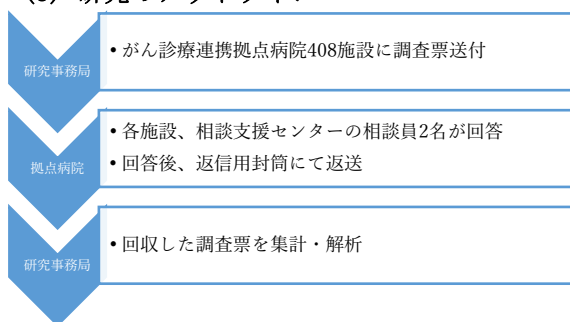 研究事務局
• がん診療連携拠点病院408施設に調査票送付
拠点病院
• 各施設、相談支援センターの相談員2名が回答
• 回答後、返信用封筒にて返送
研究事務局
• 回収した調査票を集計・解析